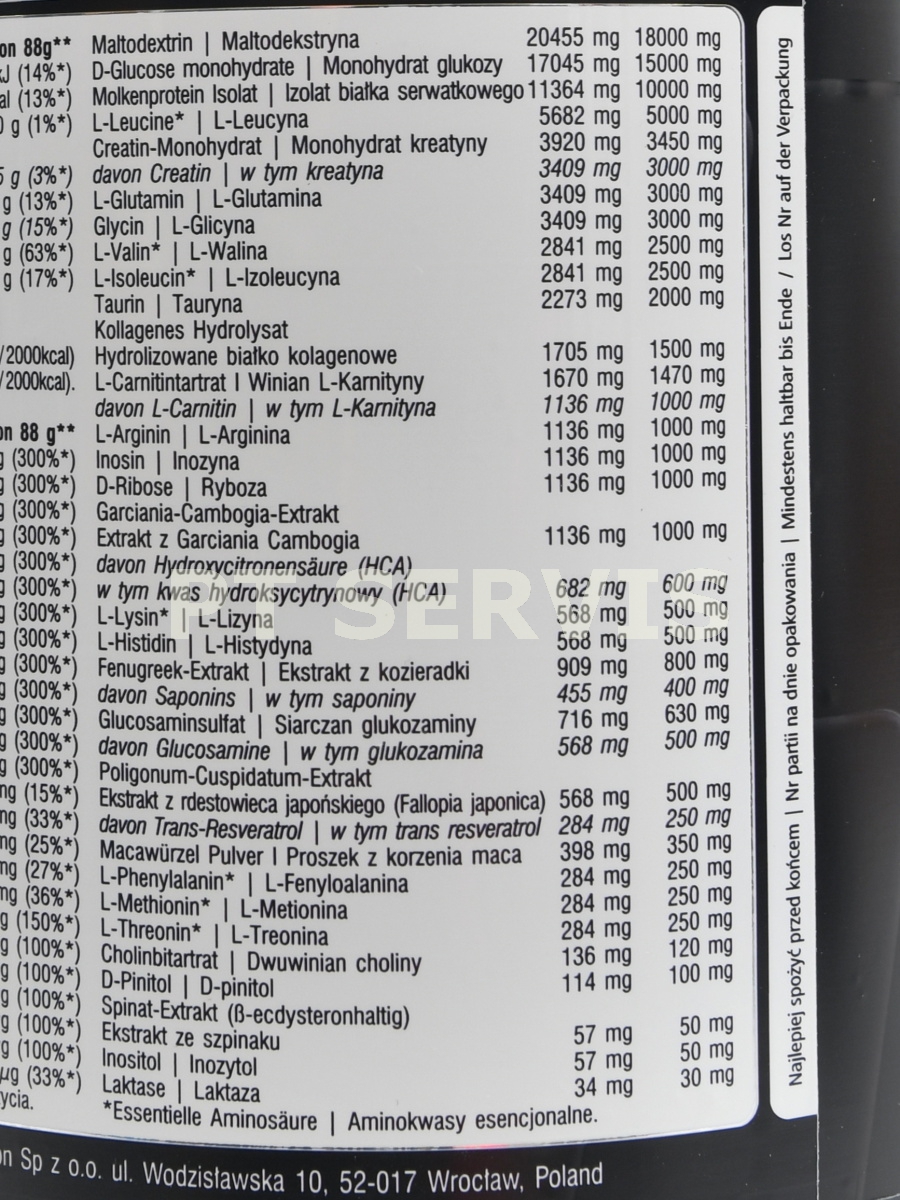 on 88g** Maltodextrin | Maltodekstryna 20455 mg 18000 mg
kJ (14%*) D-Glucose monohydrate | Monohydrat glukozy 17045 mg 15000 mg
al (13%*) Molkenprotein Isolat | Izolat białka serwatkowego 11364 mg 10000 mg
0 g (1%*) L-Leucine* | L-Leucyna 5682 mg 5000 mg
Creatin-Monohydrat | Monohydrat kreatyny 3920 mg 3450 mg
5 g (3%*) davon Creatin | w tym kreatyna 3409 mg 3000 mg
g (13%*) L-Glutamin | L-Glutamina 3409 mg 3000 mg
g (15%*) Glycin | L-Glicyna 3409 mg 3000 mg
g (63%*) L-Valin* | L-Walina 2841 mg 2500 mg
g (17%*) L-Isoleucin* | L-Izoleucyna 2841 mg 2500 mg
Taurin | Tauryna 2273 mg 2000 mg
Kollagenes Hydrolysat
/2000kcal) Hydrolizowane białko kolagenowe 1705 mg 1500 mg
/2000kcal). L-Carnitintartrat I Winian L-Karnityny 1670 mg 1470 mg
davon L-Carnitin | w tym L-Karnityna 1136 mg 1000 mg
on 88 g** L-Arginin | L-Arginina 1136 mg 1000 mg
g (300%*) Inosin | Inozyna 1136 mg 1000 mg
g (300%*) D-Ribose | Ryboza 1136 mg 1000 mg
g (300%*) Garciania-Cambogia-Extrakt
g (300%*) Extrakt z Garciania Cambogia 1136 mg 1000 mg
g (300%*) davon Hydroxycitronensäure (HCA)
g (300%*) w tym kwas hydroksycytrynowy (HCA) 682 mg 600 mg
g (300%*) L-Lysin* | L-Lizyna 568 mg 500 mg
g (300%*) L-Histidin | L-Histydyna 568 mg 500 mg
g (300%*) Fenugreek-Extrakt | Ekstrakt z kozieradki 909 mg 800 mg
g (300%*) davon Saponins | w tym saponiny 455 mg 400 mg
g (300%*) Glucosaminsulfat | Siarczan glukozaminy 716 mg 630 mg
g (300%*) davon Glucosamine | w tym glukozamina 568 mg 500 mg
g (300%*) Poligonum-Cuspidatum-Extrakt
mg (15%*) Ekstrakt z rdestowieca japońskiego (Fallopia japonica) 568 mg 500 mg
mg (33%*) davon Trans-Resveratrol | w tym trans resveratrol 284 mg 250 mg
mg (25%*) Macawürzel Pulver I Proszek z korzenia maca 398 mg 350 mg
mg (27%*) L-Phenylalanin* | L-Fenyloalanina 284 mg 250 mg
mg (36%*) L-Methionin* | L-Metionina 284 mg 250 mg
g (150%*) L-Threonin* | L-Treonina 284 mg 250 mg
g (100%*) Cholinbitartrat | Dwuwinian choliny 136 mg 120 mg
g (100%*) D-Pinitol | D-pinitol 114 mg 100 mg
g (100%*) Spinat-Extrakt (ß-ecdysteronhaltig)
g (100%*) Ekstrakt ze szpinaku 57 mg 50 mg
g (100%*) Inositol | Inozytol 57 mg 50 mg
µg (33%*) Laktase | Laktaza 34 mg 30 mg
ycia. *Essentielle Aminosäure | Aminokwasy esencjonalne.
on Sp z o.o. ul. Wodzisławska 10, 52-017 Wrocław, Poland
Najlepiej spożyć przed końcem | Nr partii na dnie opakowania | Mindestens haltbar bis Ende / Los Nr auf der Verpackung
PT SERVIS